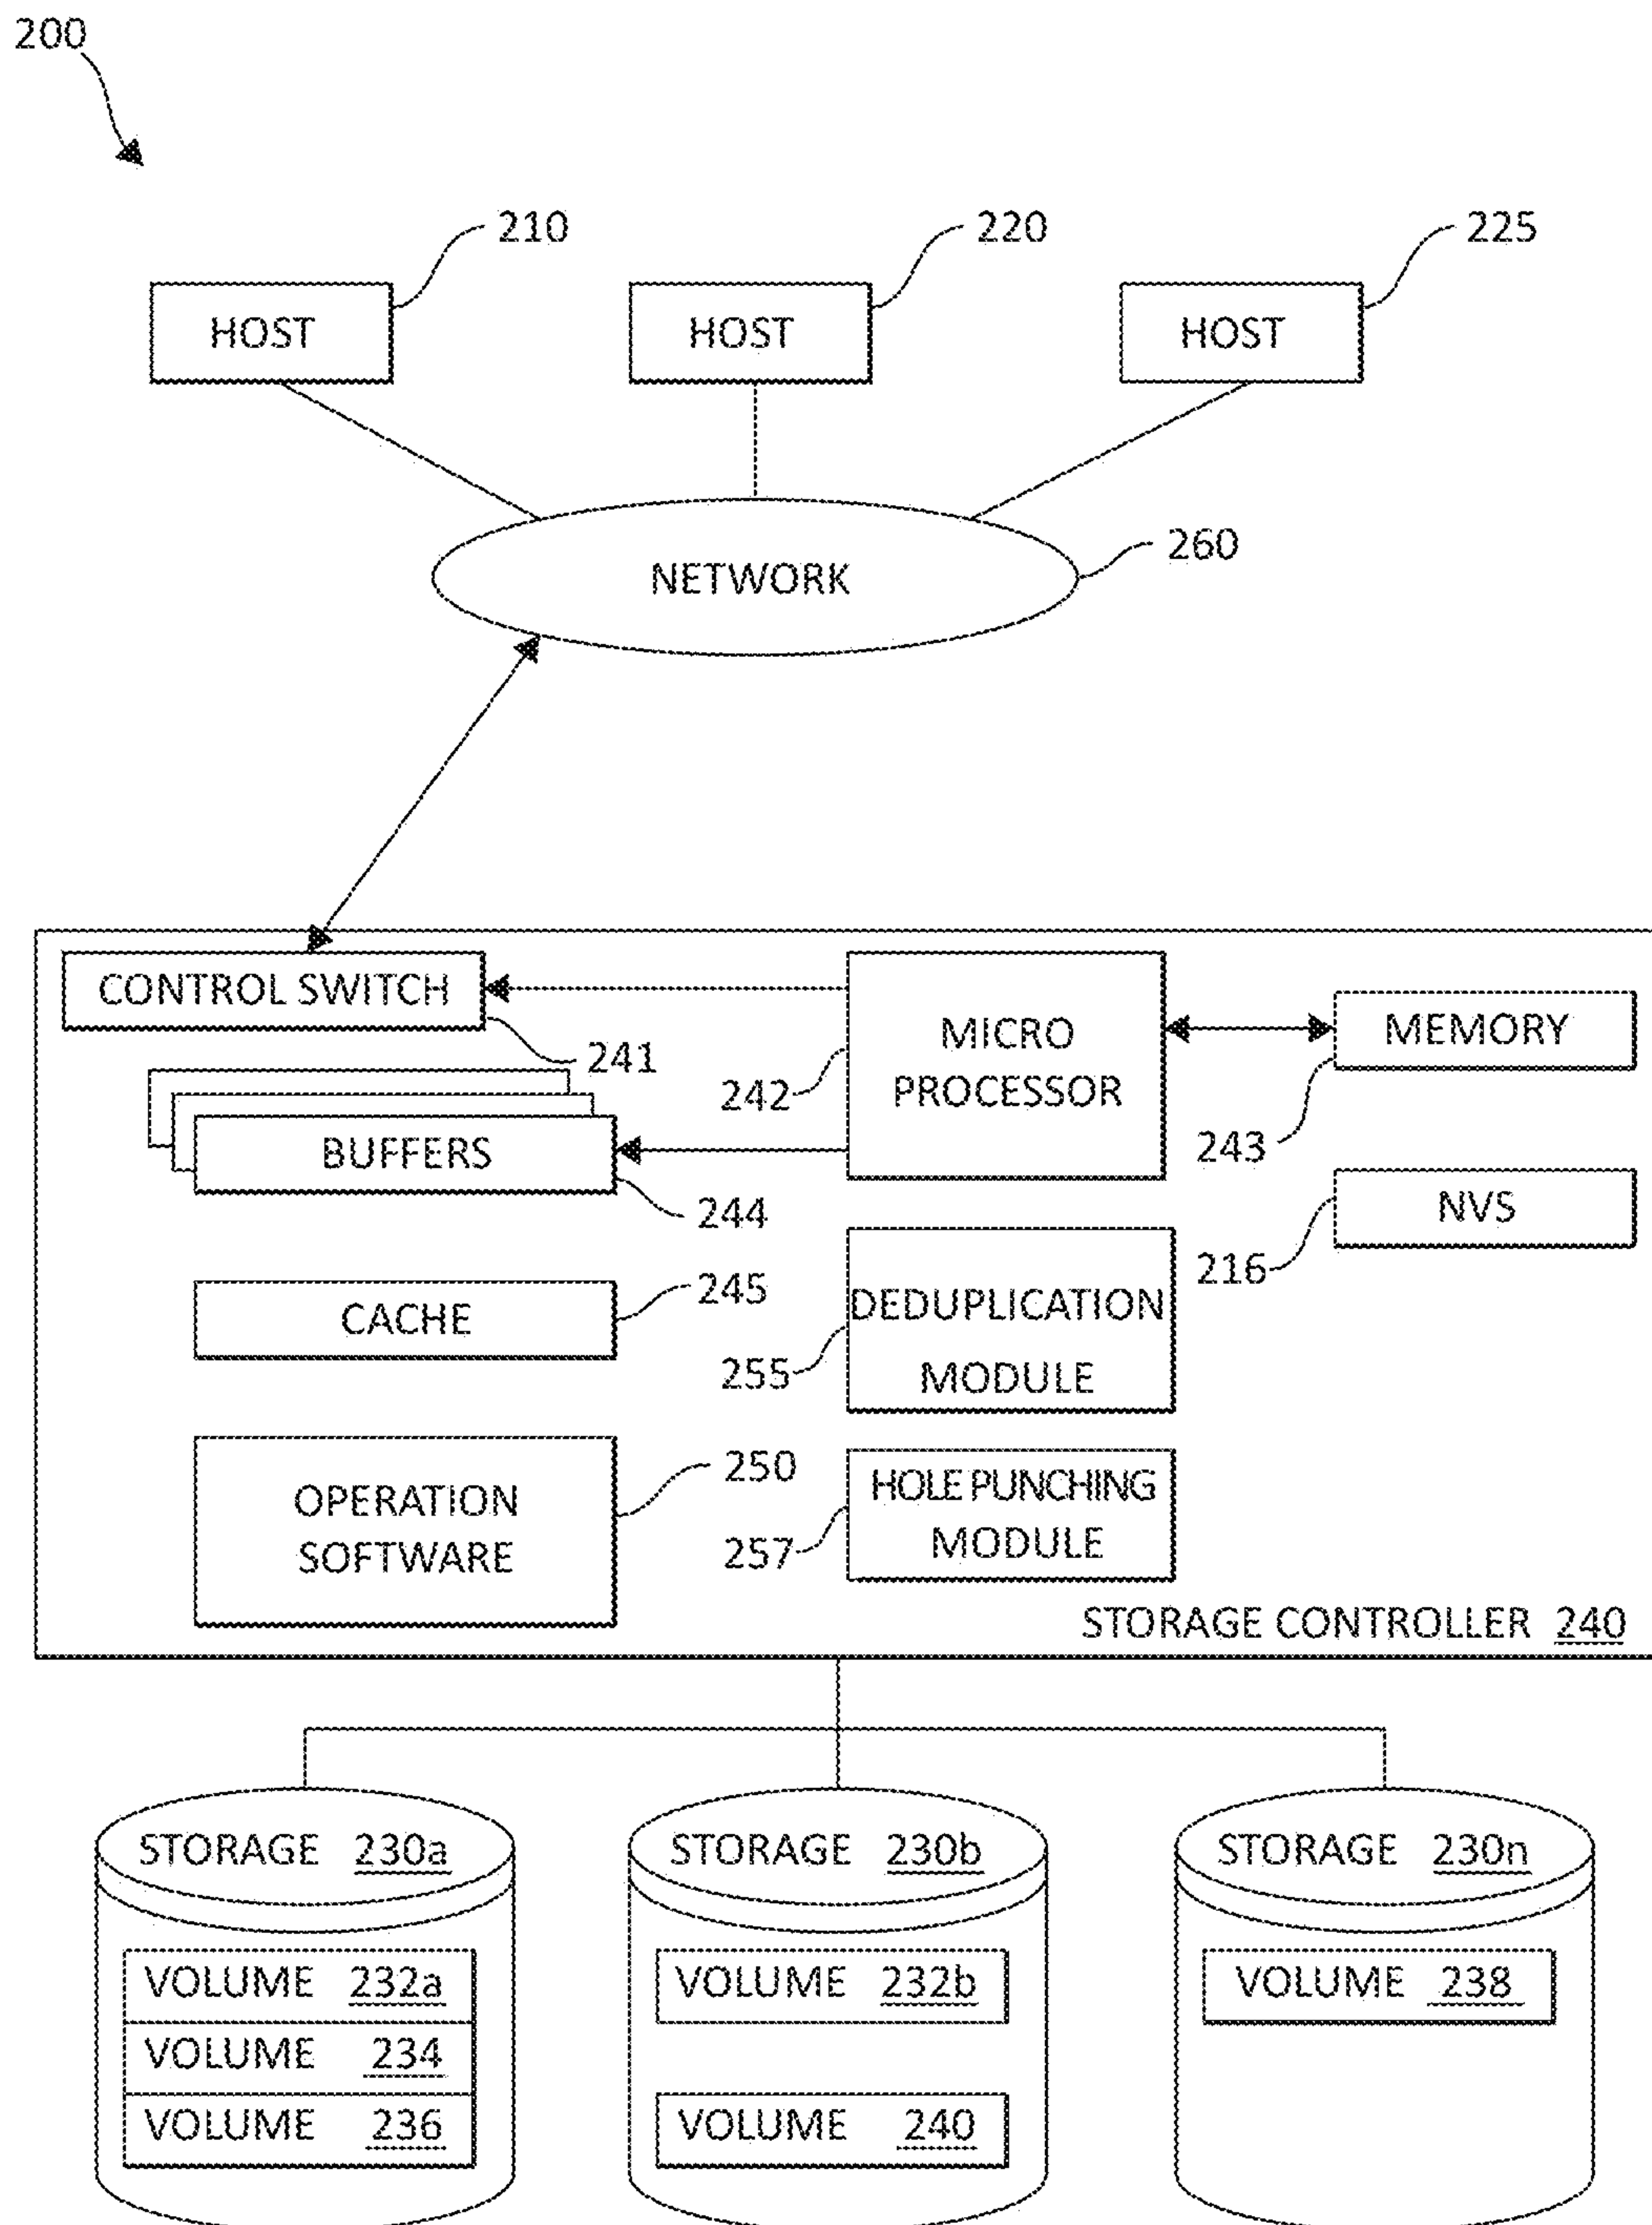 200
210
220
225
HOST
HOST
HOST
260
NETWORK
CONTROL SWITCH
241
MICRO
PROCESSOR
242
MEMORY
243
BUFFERS
244
NVS
216
CACHE
245
DEDUPLICATION
MODULE
255
OPERATION
SOFTWARE
250
HOLE PUNCHING
MODULE
257
STORAGE CONTROLLER 240
STORAGE 230a
VOLUME 232a
VOLUME 234
VOLUME 236
STORAGE 230b
VOLUME 232b
VOLUME 240
STORAGE 230n
VOLUME 238